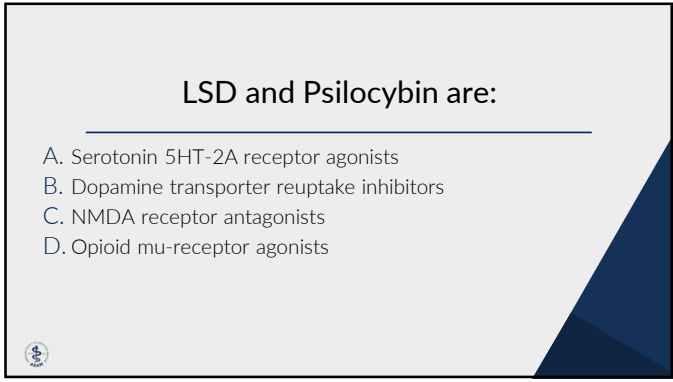 LSD and Psilocybin are:
A. Serotonin 5HT-2A receptor agonists
B. Dopamine transporter reuptake inhibitors
C. NMDA receptor antagonists
D. Opioid mu-receptor agonists
ASAM